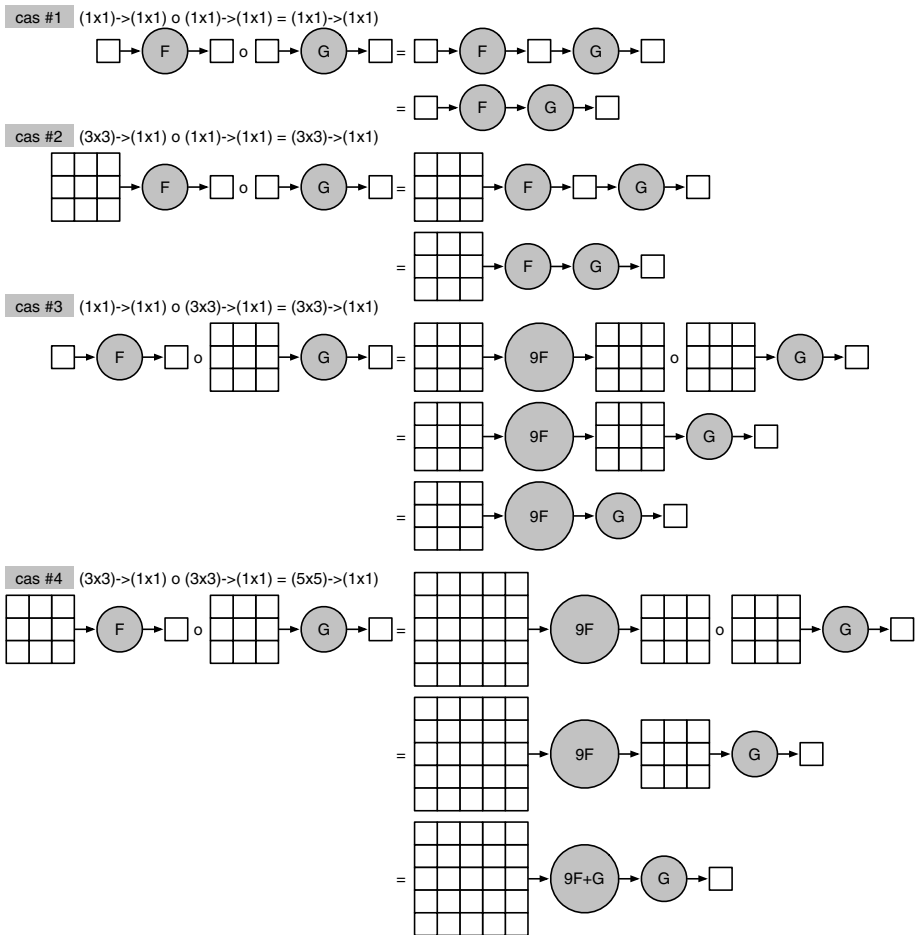 cas #1 (1x1)->(1x1) o (1x1)->(1x1) = (1x1)->(1x1)
F o G = F G
= F G
cas #2 (3x3)->(1x1) o (1x1)->(1x1) = (3x3)->(1x1)
F o G = F G
= F G
cas #3 (1x1)->(1x1) o (3x3)->(1x1) = (3x3)->(1x1)
F o G = 9F o G
= 9F G
= 9F G
cas #4 (3x3)->(1x1) o (3x3)->(1x1) = (5x5)->(1x1)
F o G = 9F o G
= 9F G
= 9F+G G